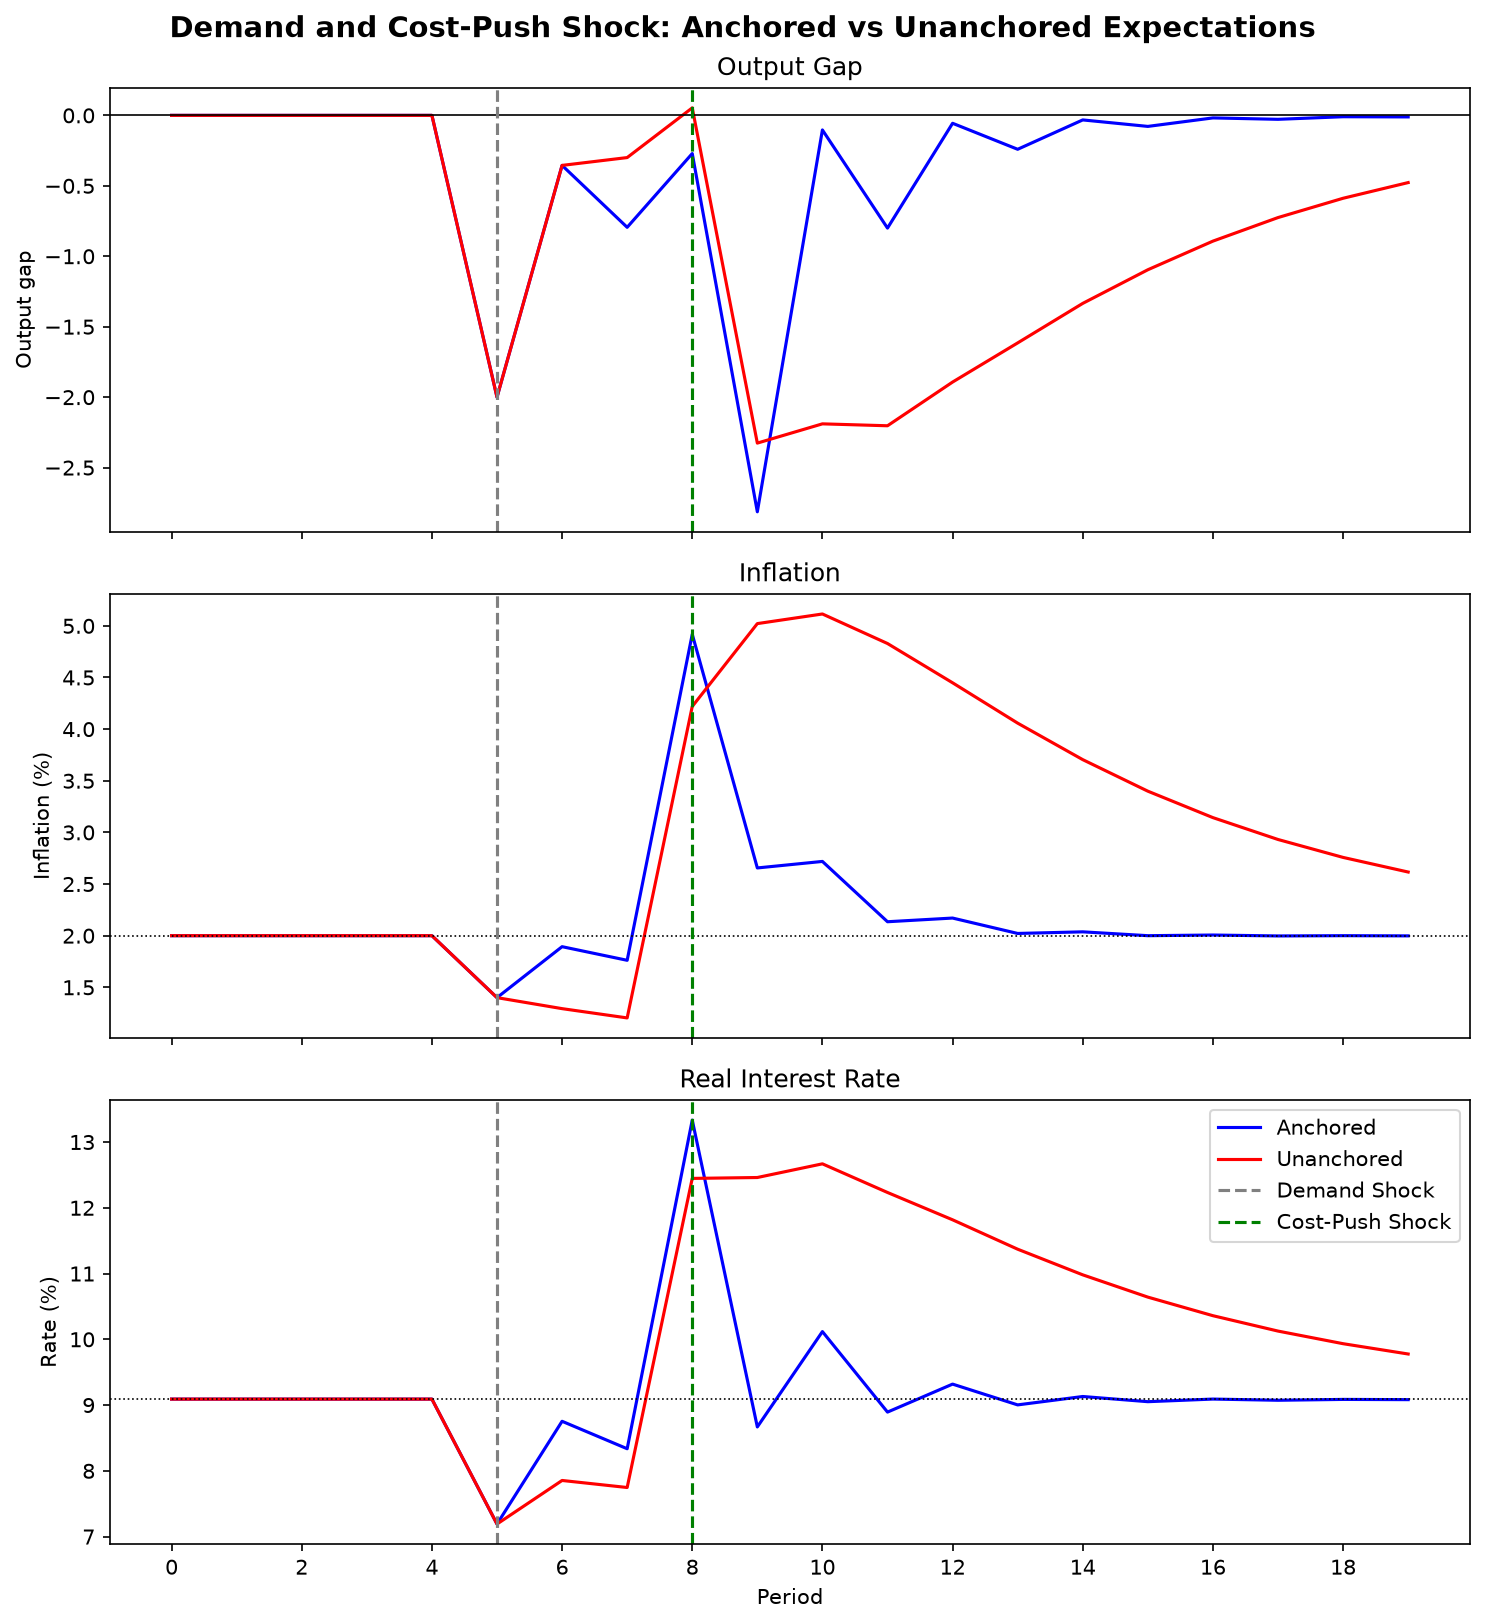 Demand and Cost-Push Shock: Anchored vs Unanchored Expectations
Output Gap
Output gap
0.0
−0.5
−1.0
−1.5
−2.0
−2.5
Inflation
Inflation (%)
5.0
4.5
4.0
3.5
3.0
2.5
2.0
1.5
Real Interest Rate
Rate (%)
13
12
11
10
9
8
7
Anchored
Unanchored
Demand Shock
Cost-Push Shock
0 2 4 6 8 10 12 14 16 18
Period